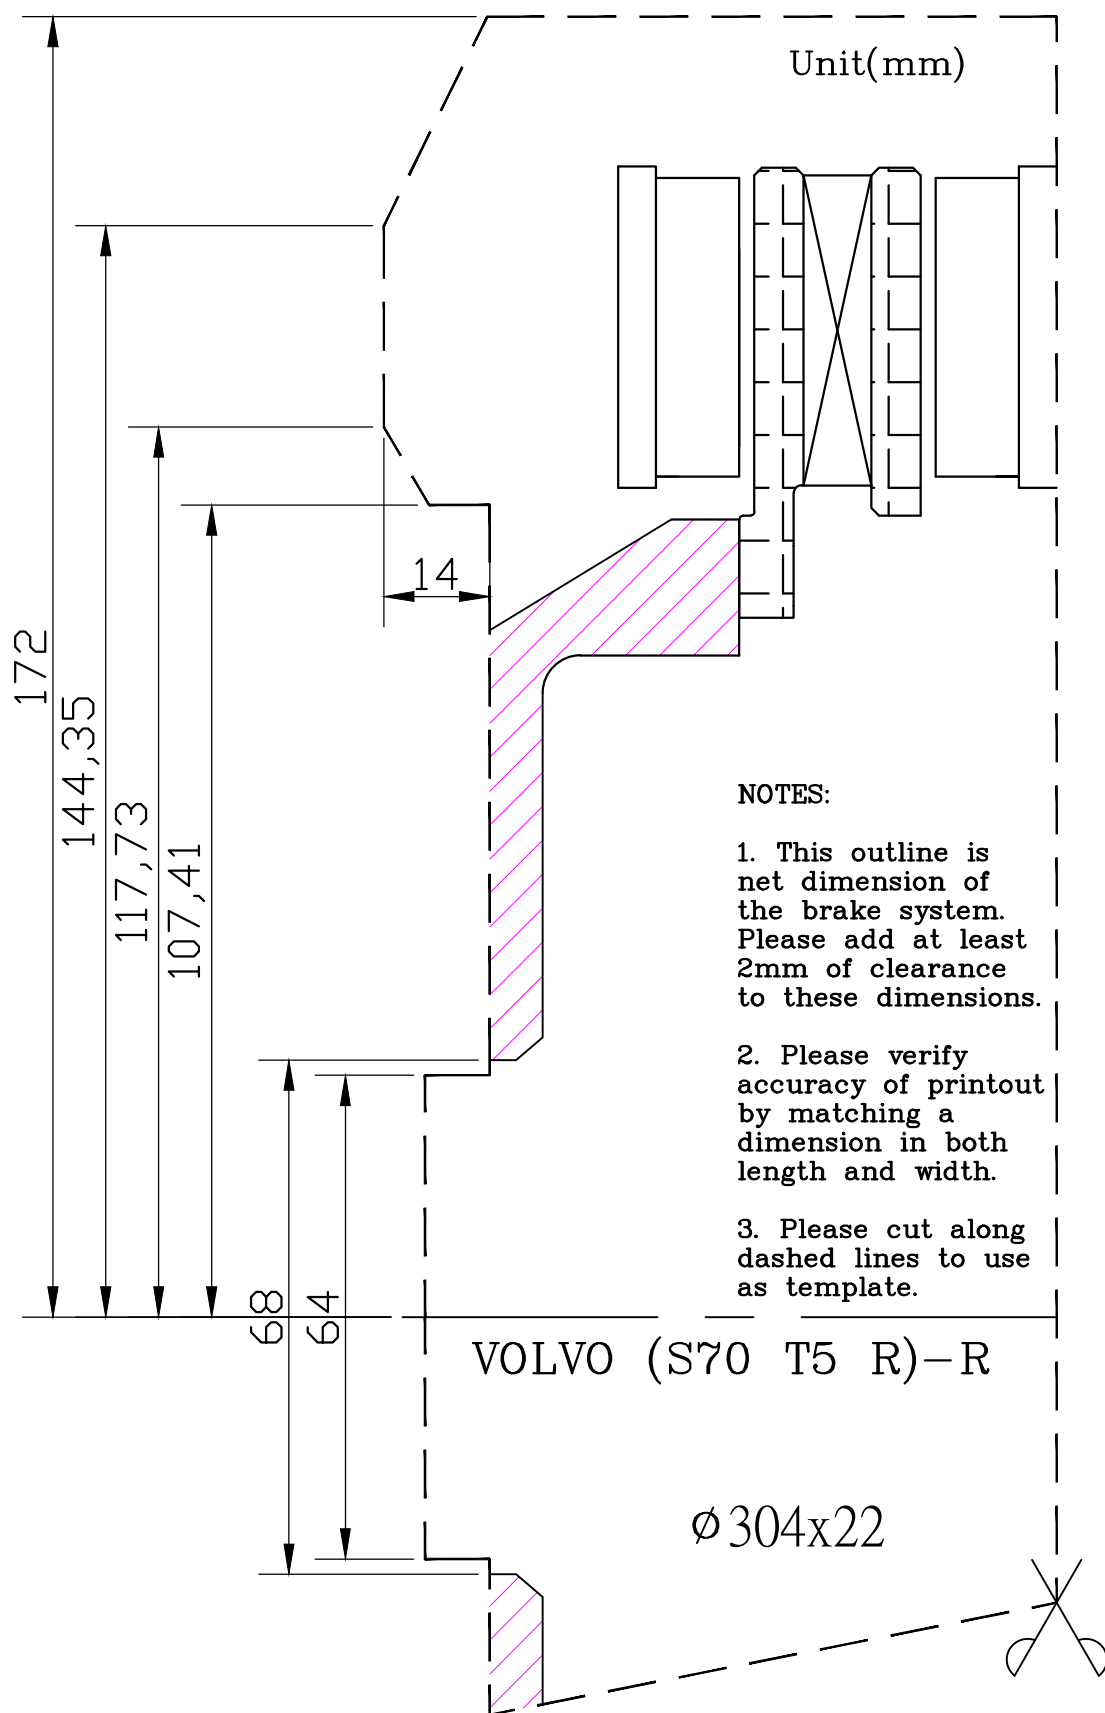 Unit(mm)
14
172
144,35
117,73
107,41
NOTES:
1. This outline is
net dimension of
the brake system.
Please add at least
2mm of clearance
to these dimensions.
2. Please verify
accuracy of printout
by matching a
dimension in both
length and width.
3. Please cut along
dashed lines to use
as template.
68
64
VOLVO (S70 T5 R)-R
Φ304x22